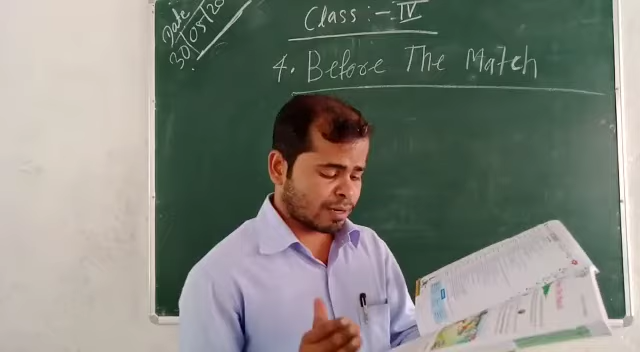 Date
30/05/20
Class :- IV
4. Before The Match